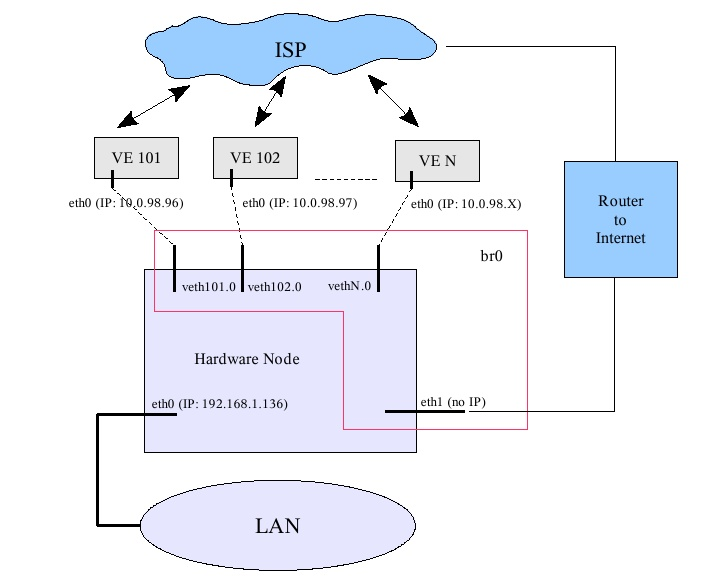 ISP
VE 101
VE 102
VE N
eth0 (IP: 10.0.98.96)
eth0 (IP: 10.0.98.97)
eth0 (IP: 10.0.98.X)
Router
to
Internet
br0
veth101.0
veth102.0
vethN.0
Hardware Node
eth0 (IP: 192.168.1.136)
eth1 (no IP)
LAN